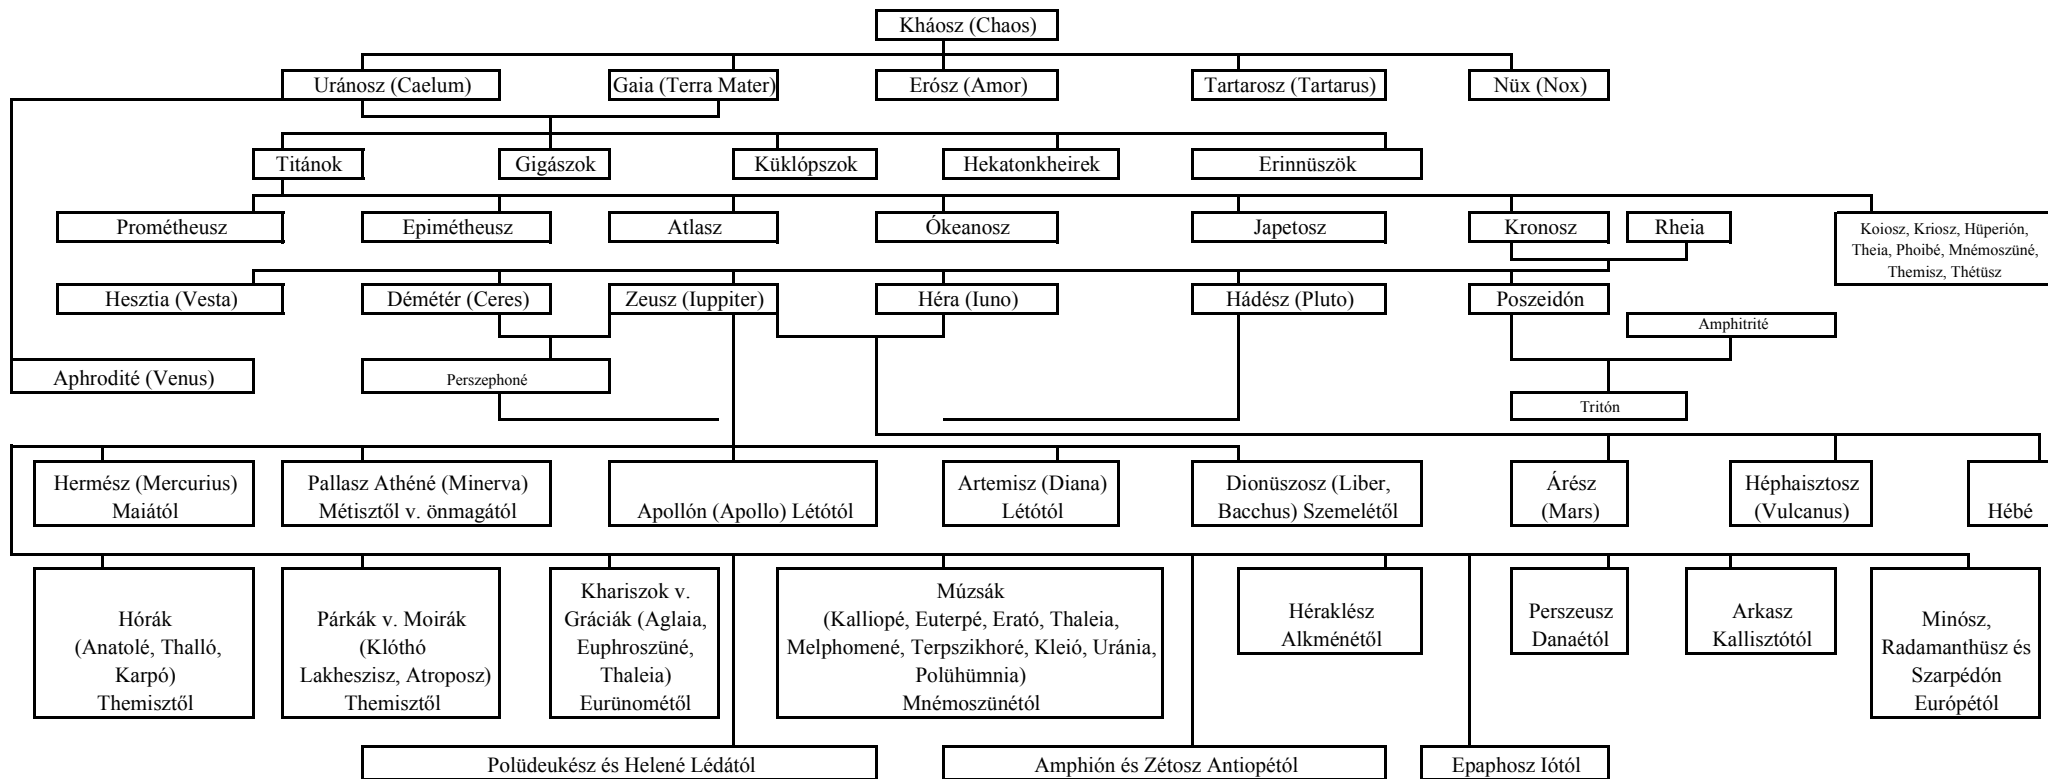 Kháosz (Chaos)
Uránosz (Caelum)
Gaia (Terra Mater)
Erósz (Amor)
Tartarosz (Tartarus)
Nüx (Nox)
Titánok
Gigászok
Küklópszok
Hekatonkheirek
Erinnüszök
Prométheusz
Epimétheusz
Atlasz
Ókeanosz
Japetosz
Kronosz
Rheia
Koiosz, Kriosz, Hüperión,
Theia, Phoibé, Mnémoszüné,
Themisz, Thétüsz
Hesztia (Vesta)
Démétér (Ceres)
Zeusz (Iuppiter)
Héra (Iuno)
Hádész (Pluto)
Poszeidón
Amphitrité
Aphrodité (Venus)
Perszephoné
Tritón
Hermész (Mercurius)
Maiától
Pallasz Athéné (Minerva)
Métisztől v. önmagától
Apollón (Apollo) Létótól
Artemisz (Diana)
Létótól
Dionüszosz (Liber,
Bacchus) Szemelétől
Árész
(Mars)
Héphaisztosz
(Vulcanus)
Hébé
Hórák
(Anatolé, Thalló,
Karpó)
Themisztől
Párkák v. Moirák
(Klóthó
Lakheszisz, Atroposz)
Themisztől
Khariszok v.
Gráciák (Aglaia,
Euphroszüné,
Thaleia)
Eurünométől
Múzsák
(Kalliopé, Euterpé, Erató, Thaleia,
Melphomené, Terpszikhoré, Kleió, Uránia,
Polühümnia)
Mnémoszünétól
Héraklész
Alkménétől
Perszeusz
Danaétól
Arkasz
Kallisztótól
Minósz,
Radamanthüsz és
Szarpédón
Európétól
Polüdeukész és Helené Lédától
Amphión és Zétosz Antiopétól
Epaphosz Iótól